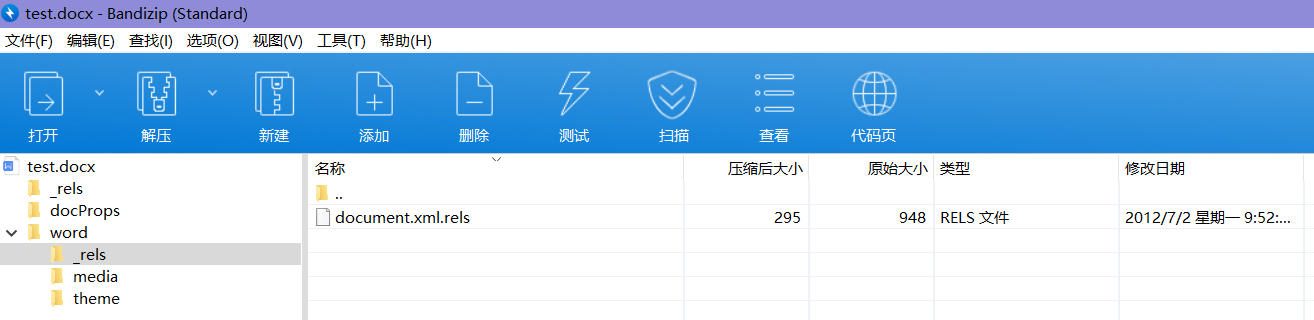 test.docx - Bandizip (Standard)
文件(F) 编辑(E) 查找(I) 选项(O) 视图(V) 工具(T) 帮助(H)
打开 解压 新建 添加 删除 测试 扫描 查看 代码页
test.docx
_rels
docProps
word
_rels
media
theme
名称 压缩后大小 原始大小 类型 修改日期
..
document.xml.rels 295 948 RELS 文件 2012/7/2 星期一 9:52:...